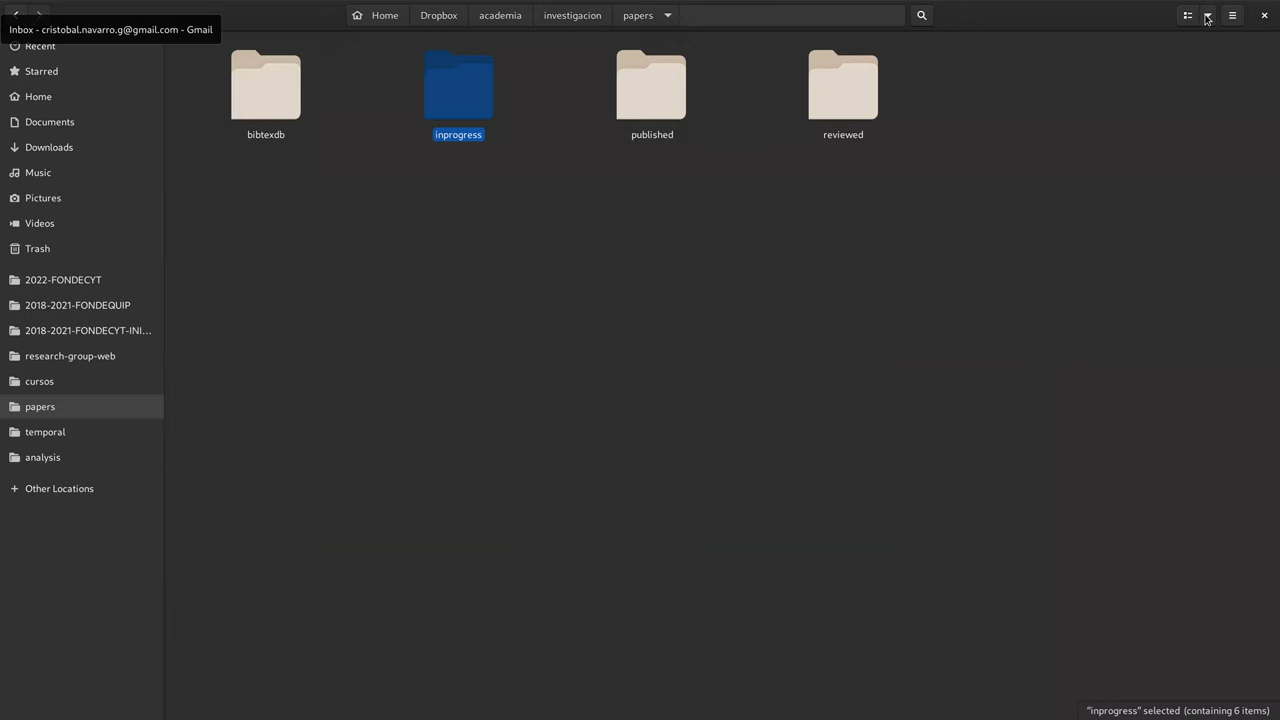 Home
Dropbox
academia
investigacion
papers
Inbox - cristobal.navarro.g@gmail.com - Gmail
Recent
Starred
Home
Documents
Downloads
Music
Pictures
Videos
Trash
2022-FONDECYT
2018-2021-FONDEQUIP
2018-2021-FONDECYT-INI...
research-group-web
cursos
papers
temporal
analysis
Other Locations
bibtexdb
inprogress
published
reviewed
"inprogress" selected (containing 6 items)